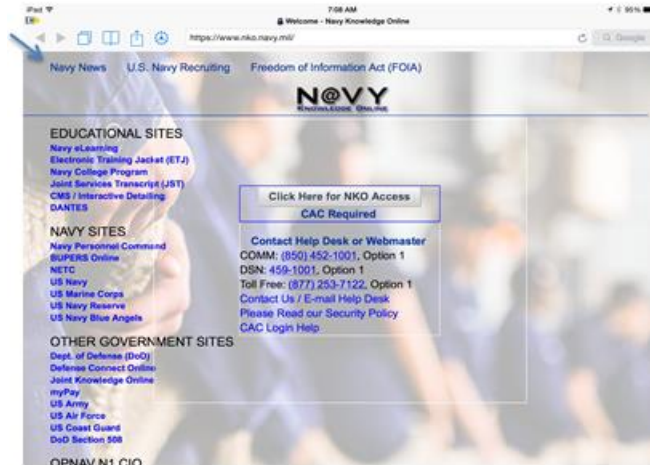 iPad
7:08 AM
95%
Welcome - Navy Knowledge Online
https://www.nko.navy.mil/
Google
Navy News U.S. Navy Recruiting Freedom of Information Act (FOIA)
N@VY
KNOWLEDGE ONLINE
EDUCATIONAL SITES
Navy eLearning
Electronic Training Jacket (ETJ)
Navy College Program
Joint Services Transcript (JST)
CMS / Interactive Detailing
DANTES
NAVY SITES
Navy Personnel Command
BUPERS Online
NETC
US Navy
US Marine Corps
US Navy Reserve
US Navy Blue Angels
OTHER GOVERNMENT SITES
Dept. of Defense (DoD)
Defense Connect Online
Joint Knowledge Online
myPay
US Army
US Air Force
US Coast Guard
DoD Section 508
OPNAV N1 CIO
Click Here for NKO Access
CAC Required
Contact Help Desk or Webmaster
COMM: (850) 452-1001, Option 1
DSN: 459-1001, Option 1
Toll Free: (877) 253-7122, Option 1
Contact Us / E-mail Help Desk
Please Read our Security Policy
CAC Login Help